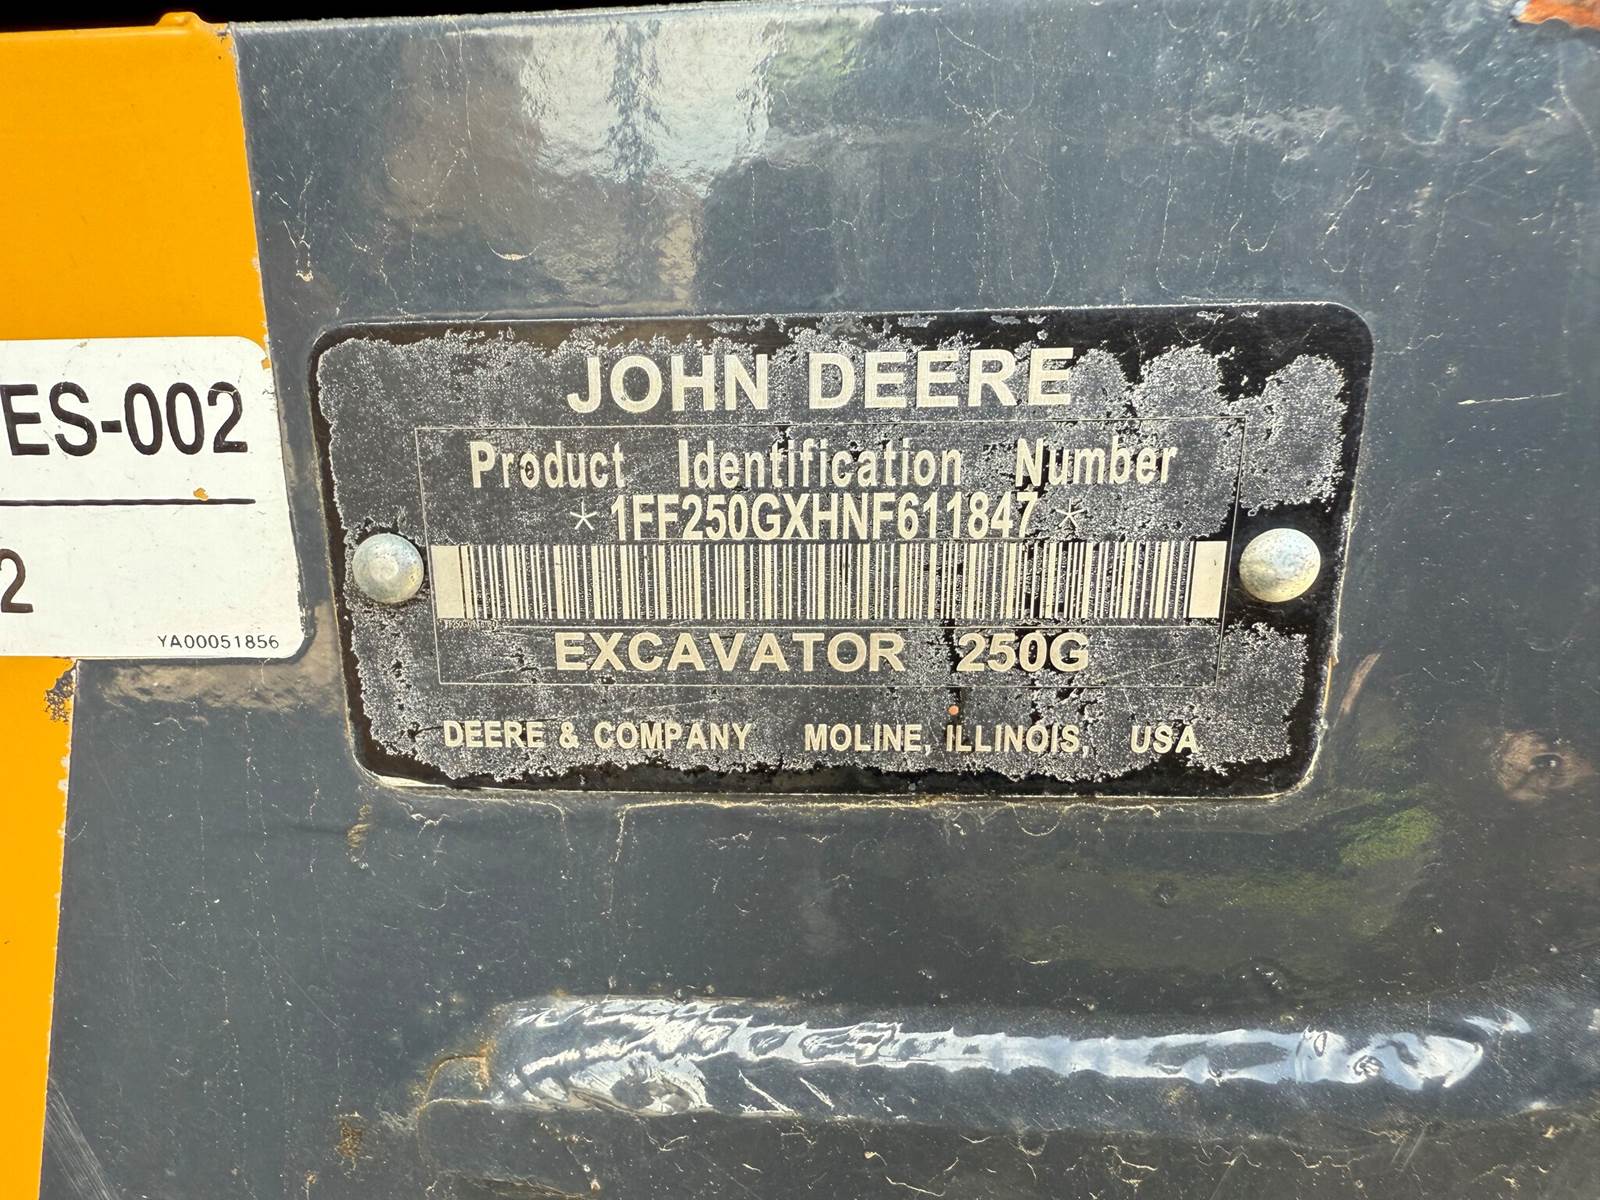 ES-002
2
YA00051856
JOHN DEERE
Product Identification Number
*1FF250GXHNF611847*
EXCAVATOR 250G
DEERE & COMPANY MOLINE, ILLINOIS, USA